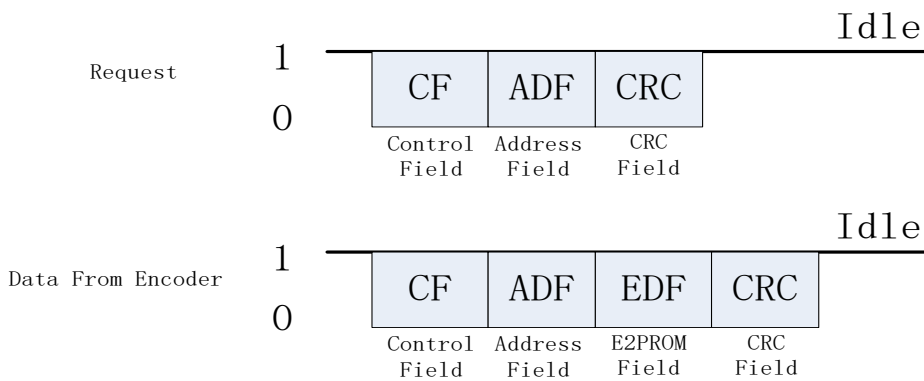 Idle
Request
1
0
CF ADF CRC
Control Field Address Field CRC Field
Idle
Data From Encoder
1
0
CF ADF EDF CRC
Control Field Address Field E2PROM Field CRC Field